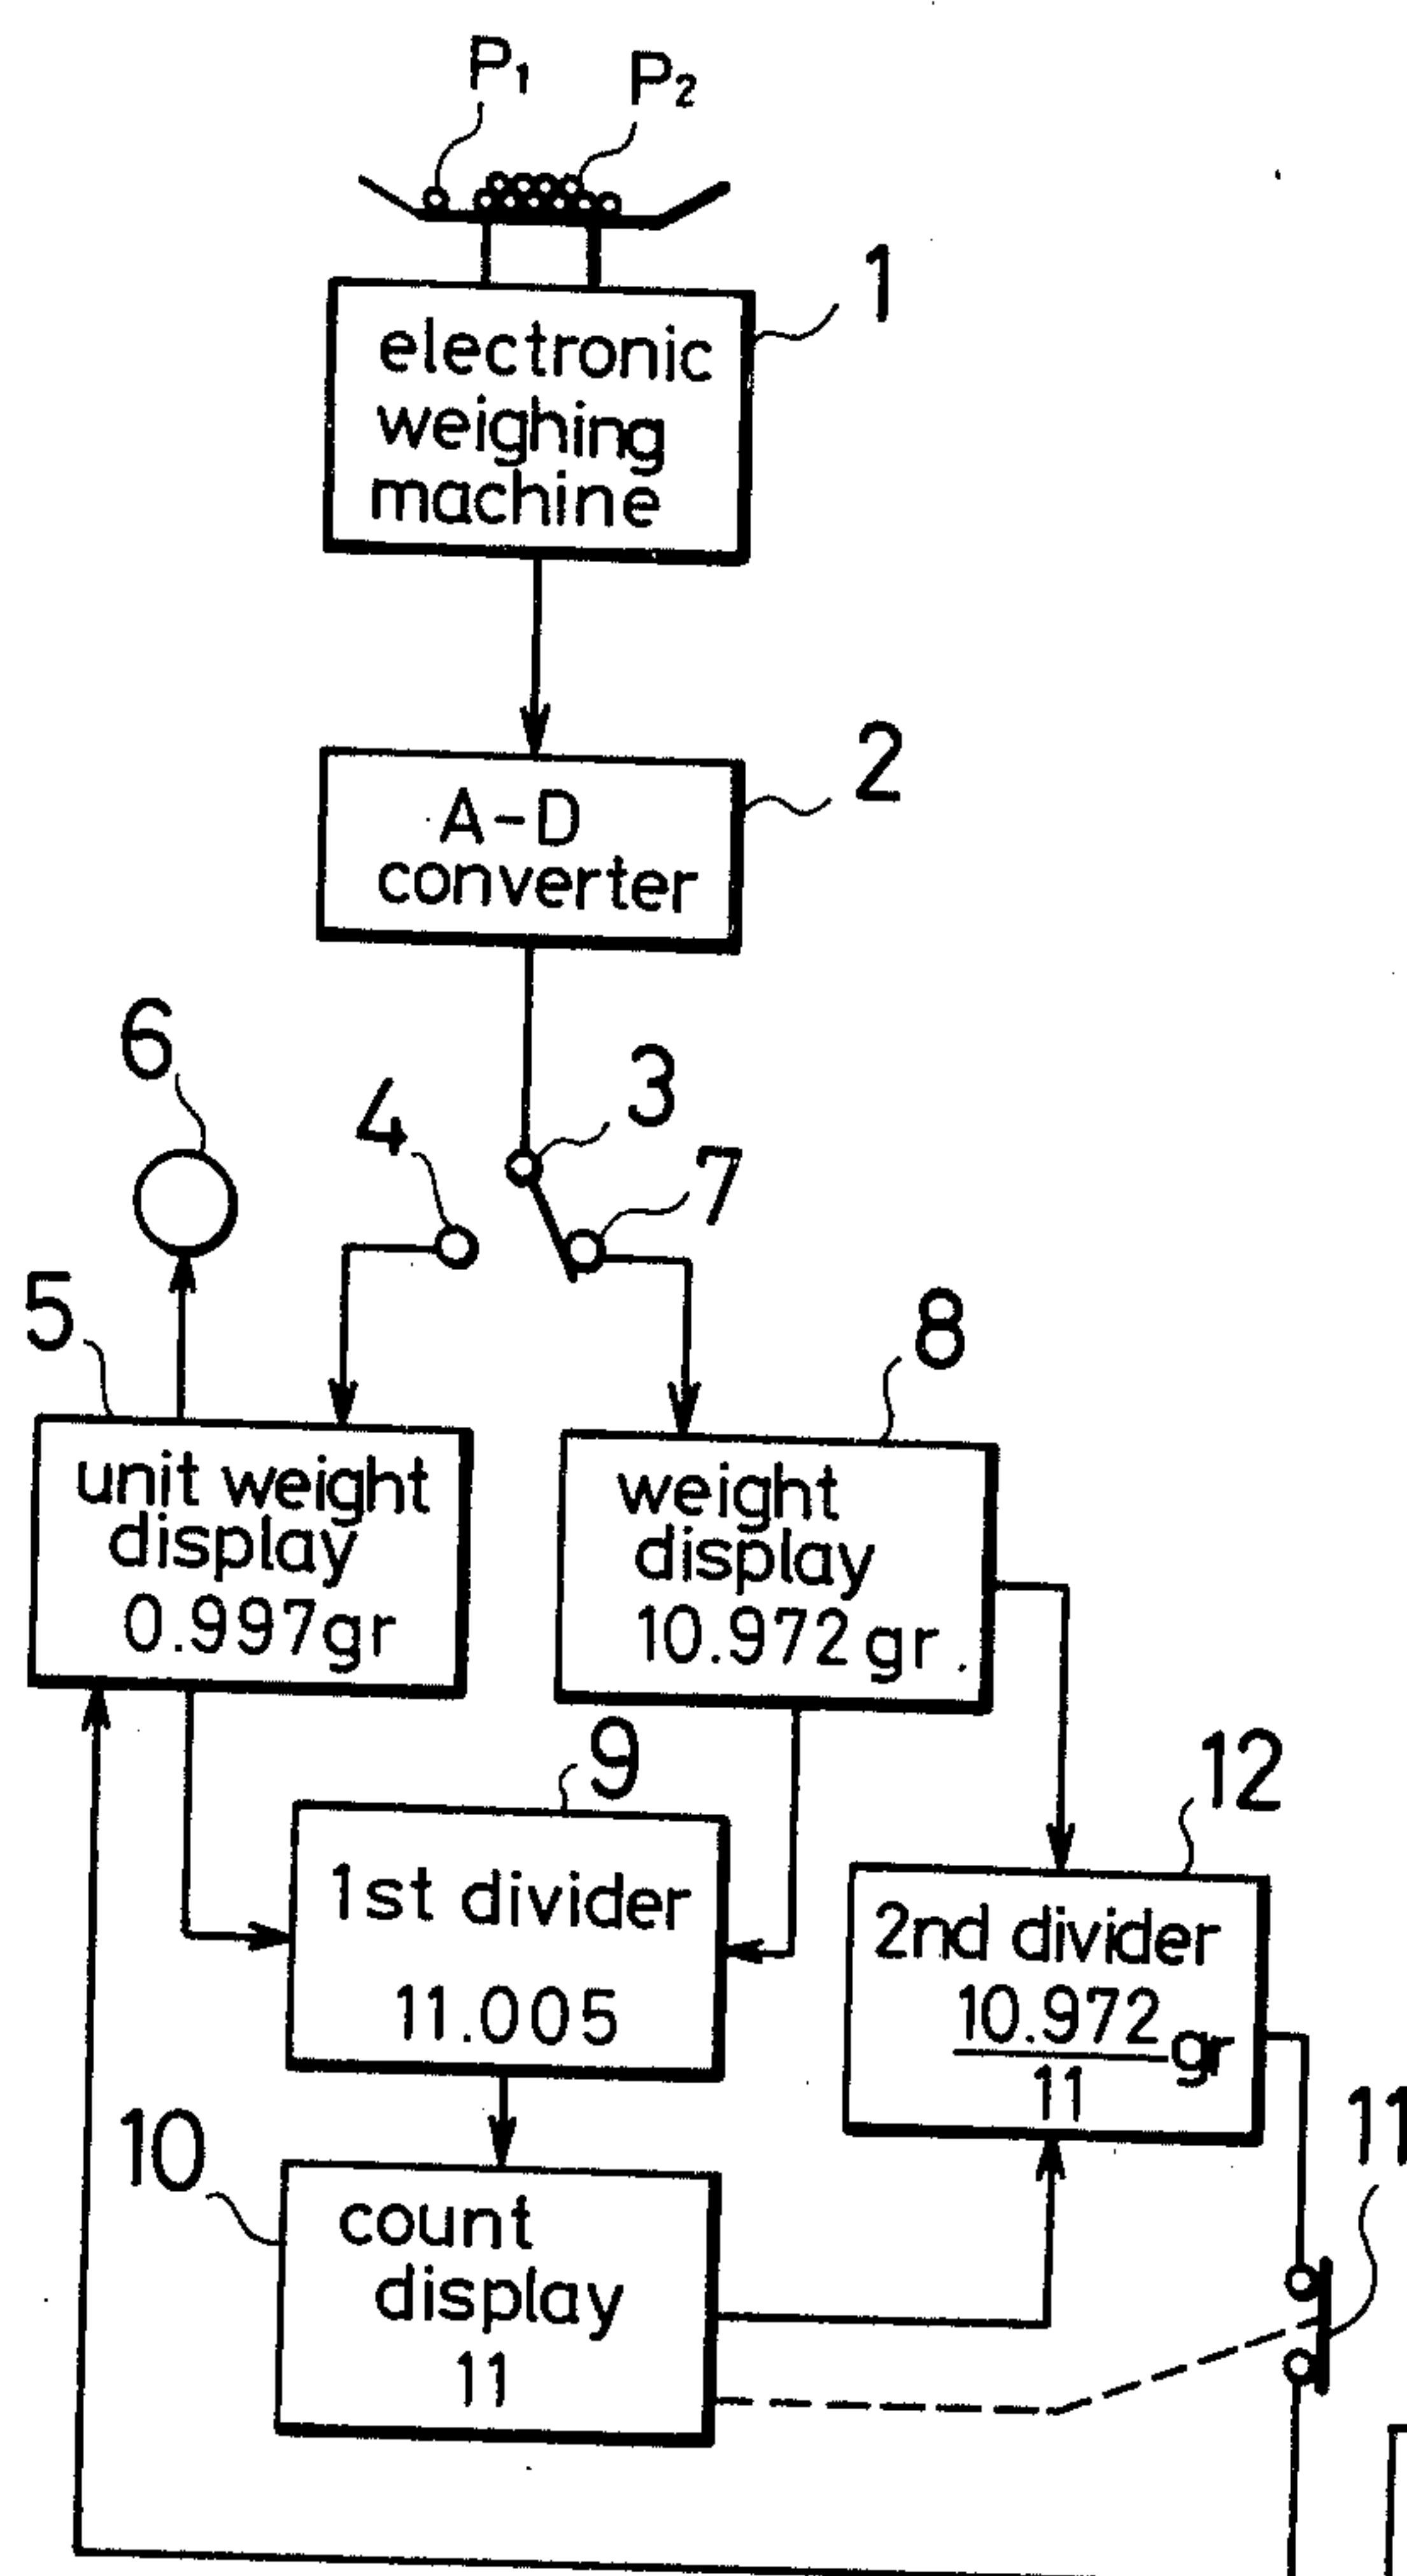 P1
P2
1
electronic
weighing
machine
2
A-D
converter
6
4
3
7
5
8
unit weight
display
0.997gr
weight
display
10.972gr
9
12
1st divider
11.005
2nd divider
10.972
gr
11
11
10
count
display
11